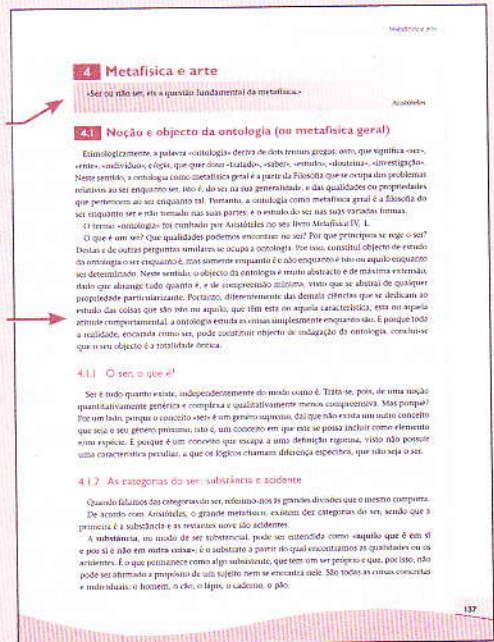 Metafísica e arte
4 Metafísica e arte
«Ser ou não ser, eis a questão fundamental da metafísica.»
Aristóteles
4.1 Noção e objecto da ontologia (ou metafísica geral)
Etimologicamente, a palavra «ontologia» deriva de dois termos gregos: onto, que significa «ser»,
«ente», «indivíduo», e logia, que quer dizer «tratado», «saber», «estudo», «doutrina», «investigação».
Neste sentido, a ontologia como metafísica geral é a parte da Filosofia que se ocupa dos problemas
relativos ao ser enquanto ser, isto é, do ser na sua generalidade, e das qualidades ou propriedades
que pertencem ao ser enquanto tal. Portanto, a ontologia como metafísica geral é a filosofia do
ser enquanto ser e não tomado nas suas partes; é o estudo do ser nas suas variadas formas.
O termo «ontologia» foi cunhado por Aristóteles no seu livro Metafísica IV, 1.
O que é um ser? Que qualidades podemos encontrar no ser? Por que princípios se rege o ser?
Destas e de outras perguntas similares se ocupa a ontologia. Por isso, constitui objecto de estudo
da ontologia o ser enquanto é, mas somente enquanto é e não enquanto é isto ou aquilo enquanto
ser determinado. Neste sentido, o objecto da ontologia é muito abstracto e de máxima extensão,
dado que abrange tudo quanto é, e de compreensão mínima, visto que se abstrai de qualquer
propriedade particularizante. Portanto, diferentemente das demais ciências que se dedicam ao
estudo das coisas que são isto ou aquilo, que têm esta ou aquela característica, esta ou aquela
atitude comportamental, a ontologia estuda as coisas simplesmente enquanto são. E porque toda
a realidade, encarada como ser, pode constituir objecto de indagação da ontologia, conclui-se
que o seu objecto é a totalidade ôntica.
4.1.1 O ser, o que é?
Ser é tudo quanto existe, independentemente do modo como é. Trata-se, pois, de uma noção
quantitativamente genérica e complexa e qualitativamente menos compreensiva. Mas porquê?
Por um lado, porque o conceito «ser» é um género supremo, daí que não exista um outro conceito
que seja o seu género próximo, isto é, um conceito em que este se possa incluir como elemento
e/ou espécie. E porque é um conceito que escapa a uma definição rigorosa, visto não possuir
uma característica peculiar, a que os lógicos chamam diferença específica, que não seja o ser.
4.1.2 As categorias do ser: substância e acidente
Quando falamos das categorias do ser, referimo-nos às grandes divisões que o mesmo comporta.
De acordo com Aristóteles, o grande metafísico, existem dez categorias do ser, sendo que a
primeira é a substância e as restantes nove são acidentes.
A substância, ou modo de ser substancial, pode ser entendida como «aquilo que é em si
e por si e não em outra coisa»; é o substrato a partir do qual encontramos as qualidades ou os
acidentes. É o que permanece como algo subsistente, que tem um ser próprio e que, por isso, não
pode ser afirmado a propósito de um sujeito nem se encontra nele. São todas as coisas concretas
e individuais: o homem, o cão, o lápis, o caderno, o pão.
137